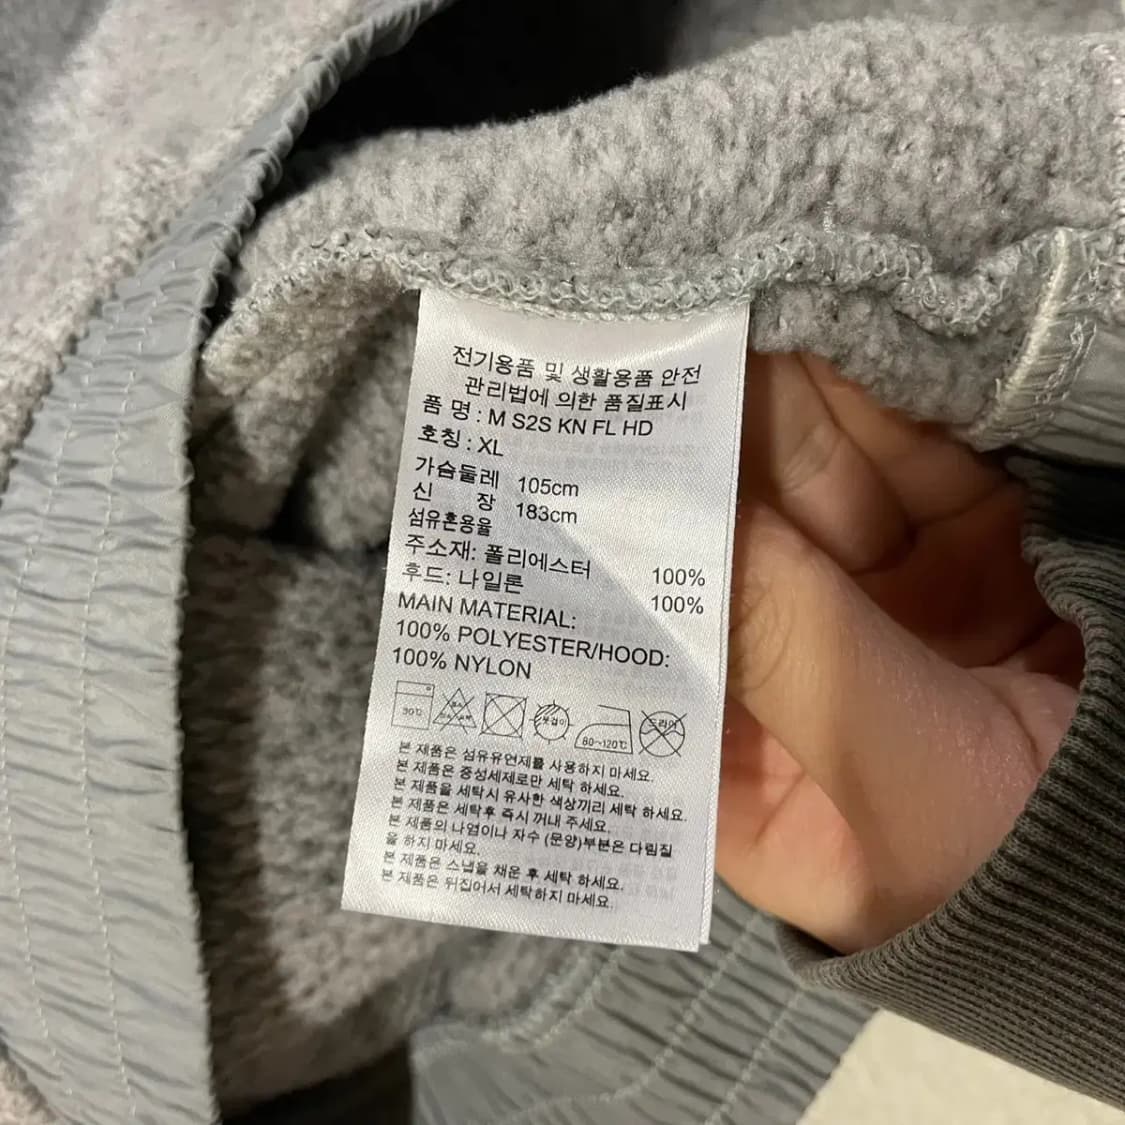 전기용품 및 생활용품 안전
관리법에 의한 품질표시
품 명 : M S2S KN FL HD
호칭 : XL
가슴둘레 105cm
신 장 183cm
섬유혼용율
주소재: 폴리에스터 100%
후드: 나일론 100%
MAIN MATERIAL:
100% POLYESTER/HOOD:
100% NYLON
30℃ 옷걸이 80~120℃ 드라이
본 제품은 섬유유연제를 사용하지 마세요.
본 제품은 중성세제로만 세탁 하세요.
본 제품을 세탁시 유사한 색상끼리 세탁 하세요.
본 제품은 세탁후 즉시 꺼내 주세요.
본 제품의 나염이나 자수 (문양)부분은 다림질
을 하지 마세요.
본 제품은 스냅을 채운 후 세탁 하세요.
본 제품은 뒤집어서 세탁하지 마세요.